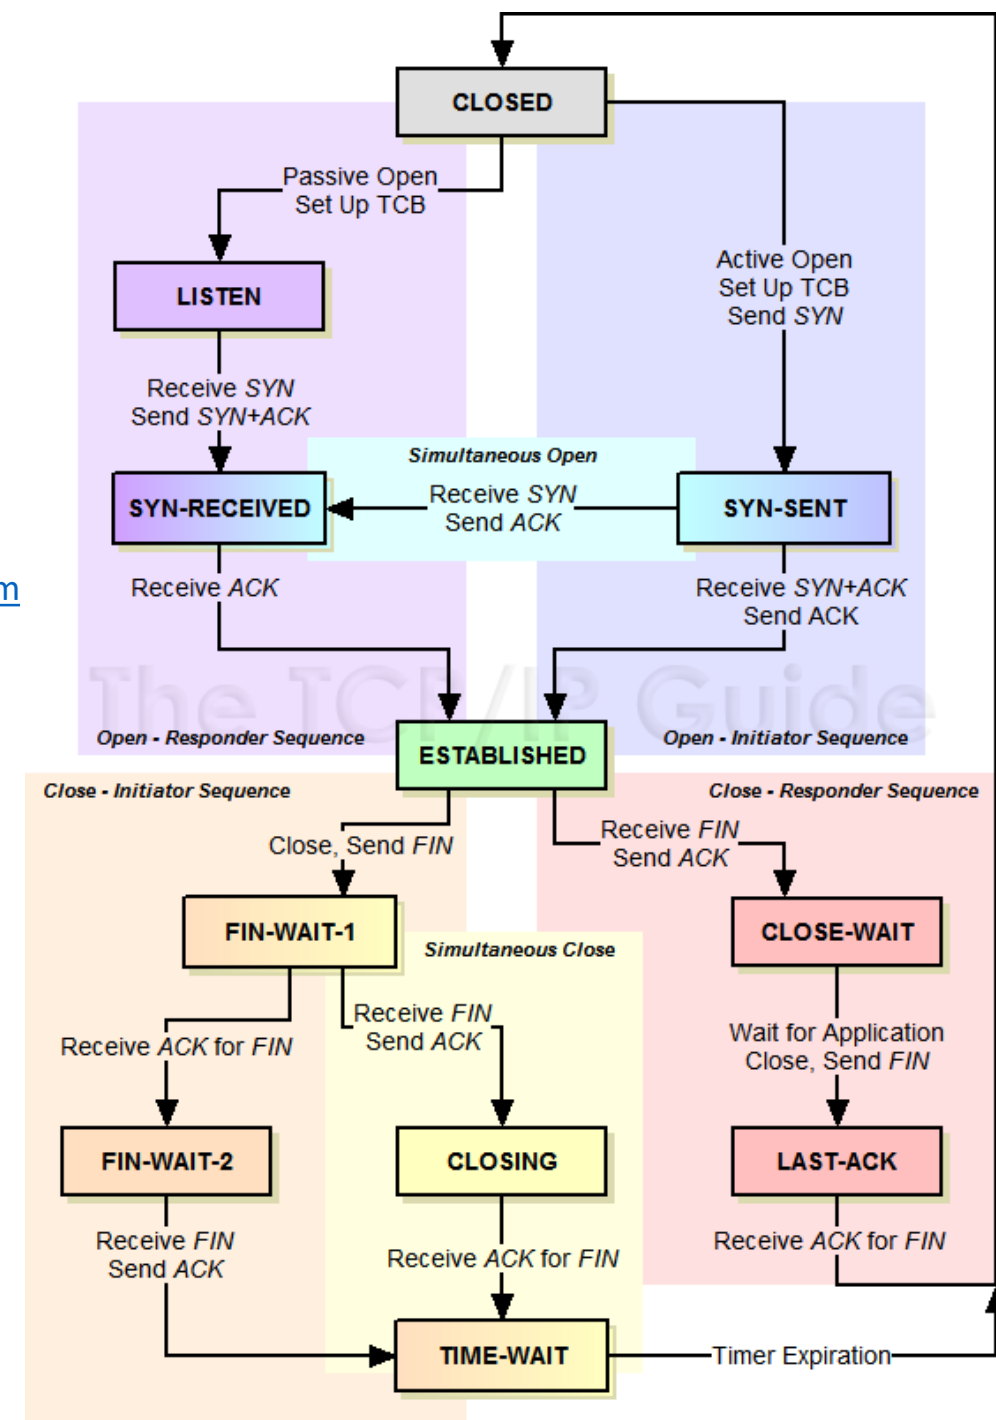 CLOSED
Passive Open
Set Up TCB
Active Open
Set Up TCB
Send SYN
LISTEN
Receive SYN
Send SYN+ACK
Simultaneous Open
SYN-RECEIVED
Receive SYN
Send ACK
SYN-SENT
m
Receive ACK
Receive SYN+ACK
Send ACK
The TCP/IP Guide
Open - Responder Sequence
Open - Initiator Sequence
ESTABLISHED
Close - Initiator Sequence
Close - Responder Sequence
Close, Send FIN
Receive FIN
Send ACK
FIN-WAIT-1
CLOSE-WAIT
Simultaneous Close
Receive ACK for FIN
Receive FIN
Send ACK
Wait for Application
Close, Send FIN
FIN-WAIT-2
CLOSING
LAST-ACK
Receive FIN
Send ACK
Receive ACK for FIN
Receive ACK for FIN
TIME-WAIT
Timer Expiration